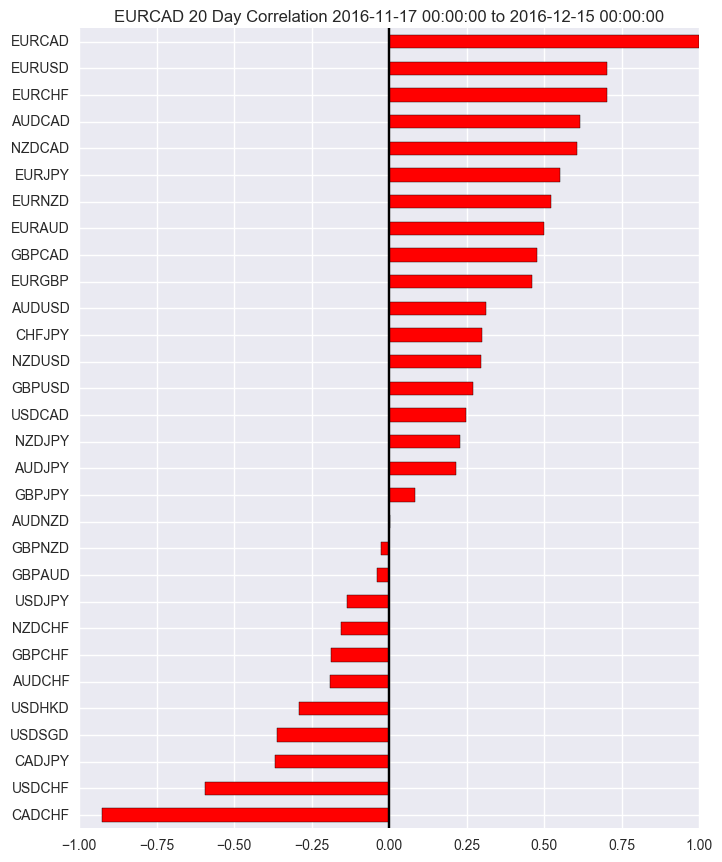 EURCAD 20 Day Correlation 2016-11-17 00:00:00 to 2016-12-15 00:00:00
EURCAD
EURUSD
EURCHF
AUDCAD
NZDCAD
EURJPY
EURNZD
EURAUD
GBPCAD
EURGBP
AUDUSD
CHFJPY
NZDUSD
GBPUSD
USDCAD
NZDJPY
AUDJPY
GBPJPY
AUDNZD
GBPNZD
GBPAUD
USDJPY
NZDCHF
GBPCHF
AUDCHF
USDHKD
USDSGD
CADJPY
USDCHF
CADCHF
−1.00 −0.75 −0.50 −0.25 0.00 0.25 0.50 0.75 1.00